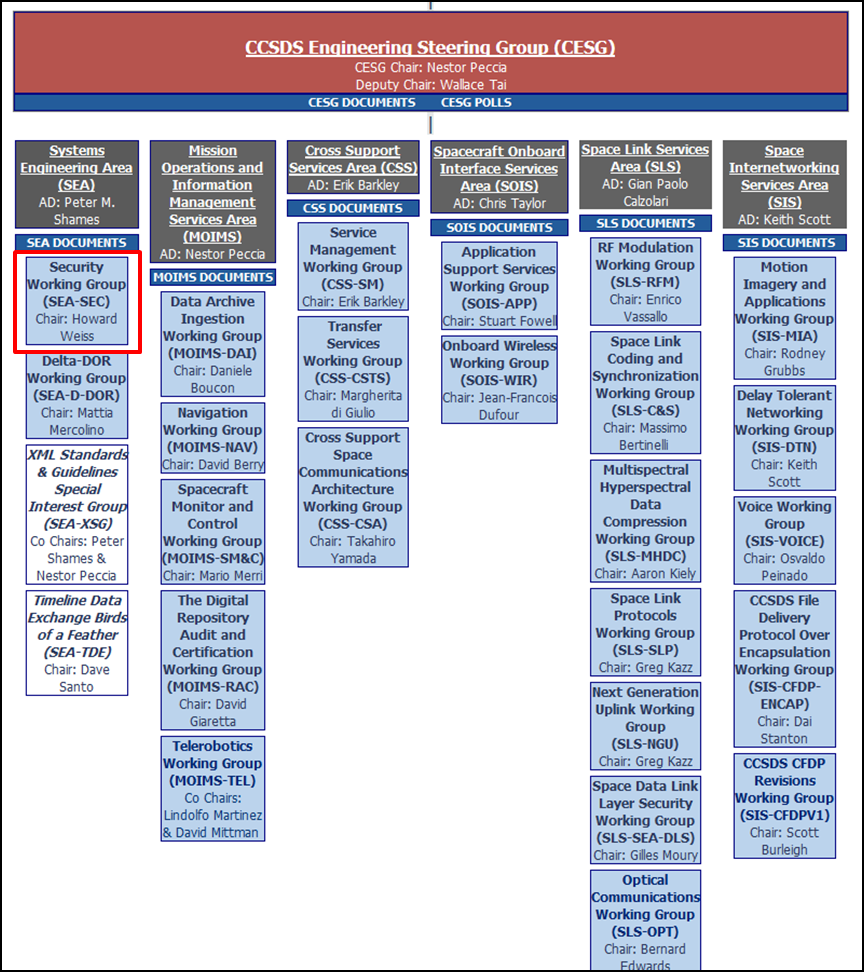 CCSDS Engineering Steering Group (CESG)
CESG Chair: Nestor Peccia
Deputy Chair: Wallace Tai
CESG DOCUMENTS CESG POLLS
Systems
Engineering Area
(SEA)
AD: Peter M.
Shames
SEA DOCUMENTS
Security
Working Group
(SEA-SEC)
Chair: Howard
Weiss
Delta-DOR
Working Group
(SEA-D-DOR)
Chair: Mattia
Mercolino
XML Standards
& Guidelines
Special
Interest Group
(SEA-XSG)
Co Chairs: Peter
Shames &
Nestor Peccia
Timeline Data
Exchange Birds
of a Feather
(SEA-TDE)
Chair: Dave
Santo
Mission
Operations and
Information
Management
Services Area
(MOIMS)
AD: Nestor Peccia
MOIMS DOCUMENTS
Data Archive
Ingestion
Working Group
(MOIMS-DAI)
Chair: Daniele
Boucon
Navigation
Working Group
(MOIMS-NAV)
Chair: David Berry
Spacecraft
Monitor and
Control
Working Group
(MOIMS-SM&C)
Chair: Mario Merri
The Digital
Repository
Audit and
Certification
Working Group
(MOIMS-RAC)
Chair: David
Giaretta
Telerobotics
Working Group
(MOIMS-TEL)
Co Chairs:
Lindolfo Martinez
& David Mittman
Cross Support
Services Area (CSS)
AD: Erik Barkley
CSS DOCUMENTS
Service
Management
Working Group
(CSS-SM)
Chair: Erik Barkley
Transfer
Services
Working Group
(CSS-CSTS)
Chair: Margherita
di Giulio
Cross Support
Space
Communications
Architecture
Working Group
(CSS-CSA)
Chair: Takahiro
Yamada
Spacecraft Onboard
Interface Services
Area (SOIS)
AD: Chris Taylor
SOIS DOCUMENTS
Application
Support Services
Working Group
(SOIS-APP)
Chair: Stuart Fowell
Onboard Wireless
Working Group
(SOIS-WIR)
Chair: Jean-Francois
Dufour
Space Link Services
Area (SLS)
AD: Gian Paolo
Calzolari
SLS DOCUMENTS
RF Modulation
Working Group
(SLS-RFM)
Chair: Enrico
Vassallo
Space Link
Coding and
Synchronization
Working Group
(SLS-C&S)
Chair: Massimo
Bertinelli
Multispectral
Hyperspectral
Data
Compression
Working Group
(SLS-MHDC)
Chair: Aaron Kiely
Space Link
Protocols
Working Group
(SLS-SLP)
Chair: Greg Kazz
Next Generation
Uplink Working
Group
(SLS-NGU)
Chair: Greg Kazz
Space Data Link
Layer Security
Working Group
(SLS-SEA-DLS)
Chair: Gilles Moury
Optical
Communications
Working Group
(SLS-OPT)
Chair: Bernard
Edwards
Space
Internetworking
Services Area
(SIS)
AD: Keith Scott
SIS DOCUMENTS
Motion
Imagery and
Applications
Working Group
(SIS-MIA)
Chair: Rodney
Grubbs
Delay Tolerant
Networking
Working Group
(SIS-DTN)
Chair: Keith
Scott
Voice Working
Group
(SIS-VOICE)
Chair: Osvaldo
Peinado
CCSDS File
Delivery
Protocol Over
Encapsulation
Working Group
(SIS-CFDP-
ENCAP)
Chair: Dai
Stanton
CCSDS CFDP
Revisions
Working Group
(SIS-CFDPV1)
Chair: Scott
Burleigh